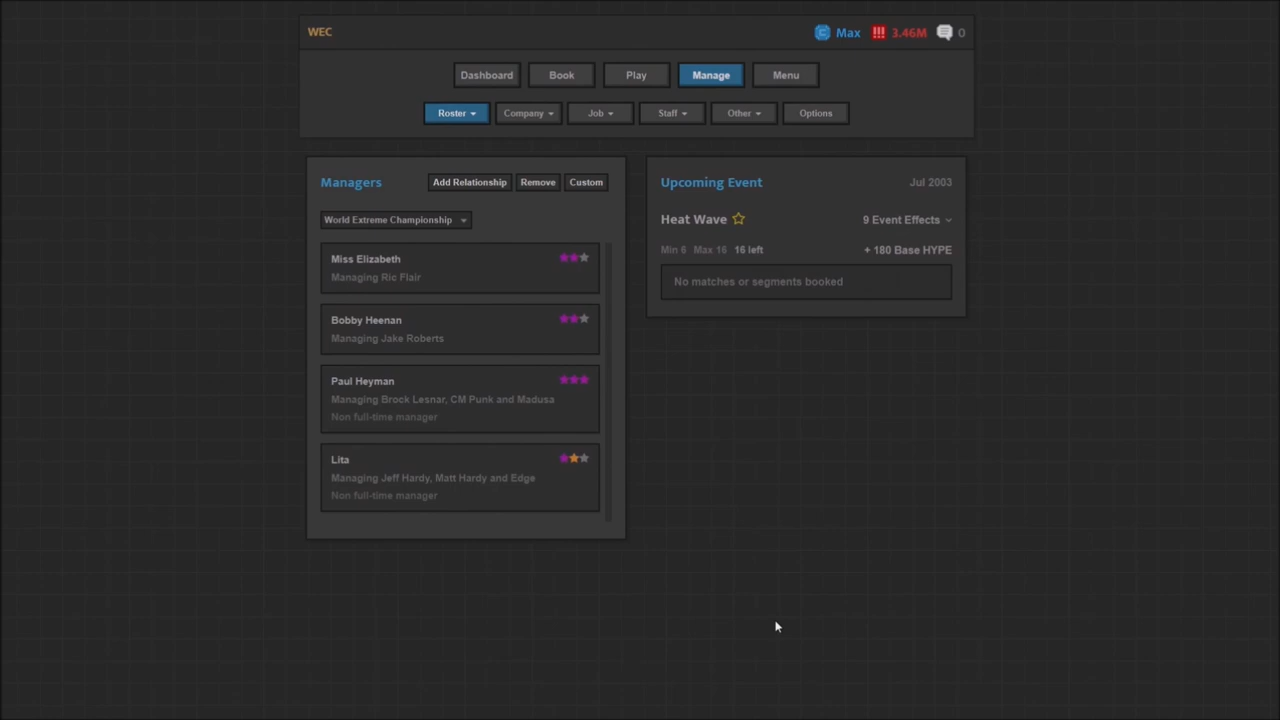 WEC
Max 3.46M 0
Dashboard Book Play Manage Menu
Roster Company Job Staff Other Options
Managers Add Relationship Remove Custom
World Extreme Championship
Miss Elizabeth
Managing Ric Flair
Bobby Heenan
Managing Jake Roberts
Paul Heyman
Managing Brock Lesnar, CM Punk and Madusa
Non full-time manager
Lita
Managing Jeff Hardy, Matt Hardy and Edge
Non full-time manager
Upcoming Event Jul 2003
Heat Wave 9 Event Effects
Min 6 Max 16 16 left + 180 Base HYPE
No matches or segments booked